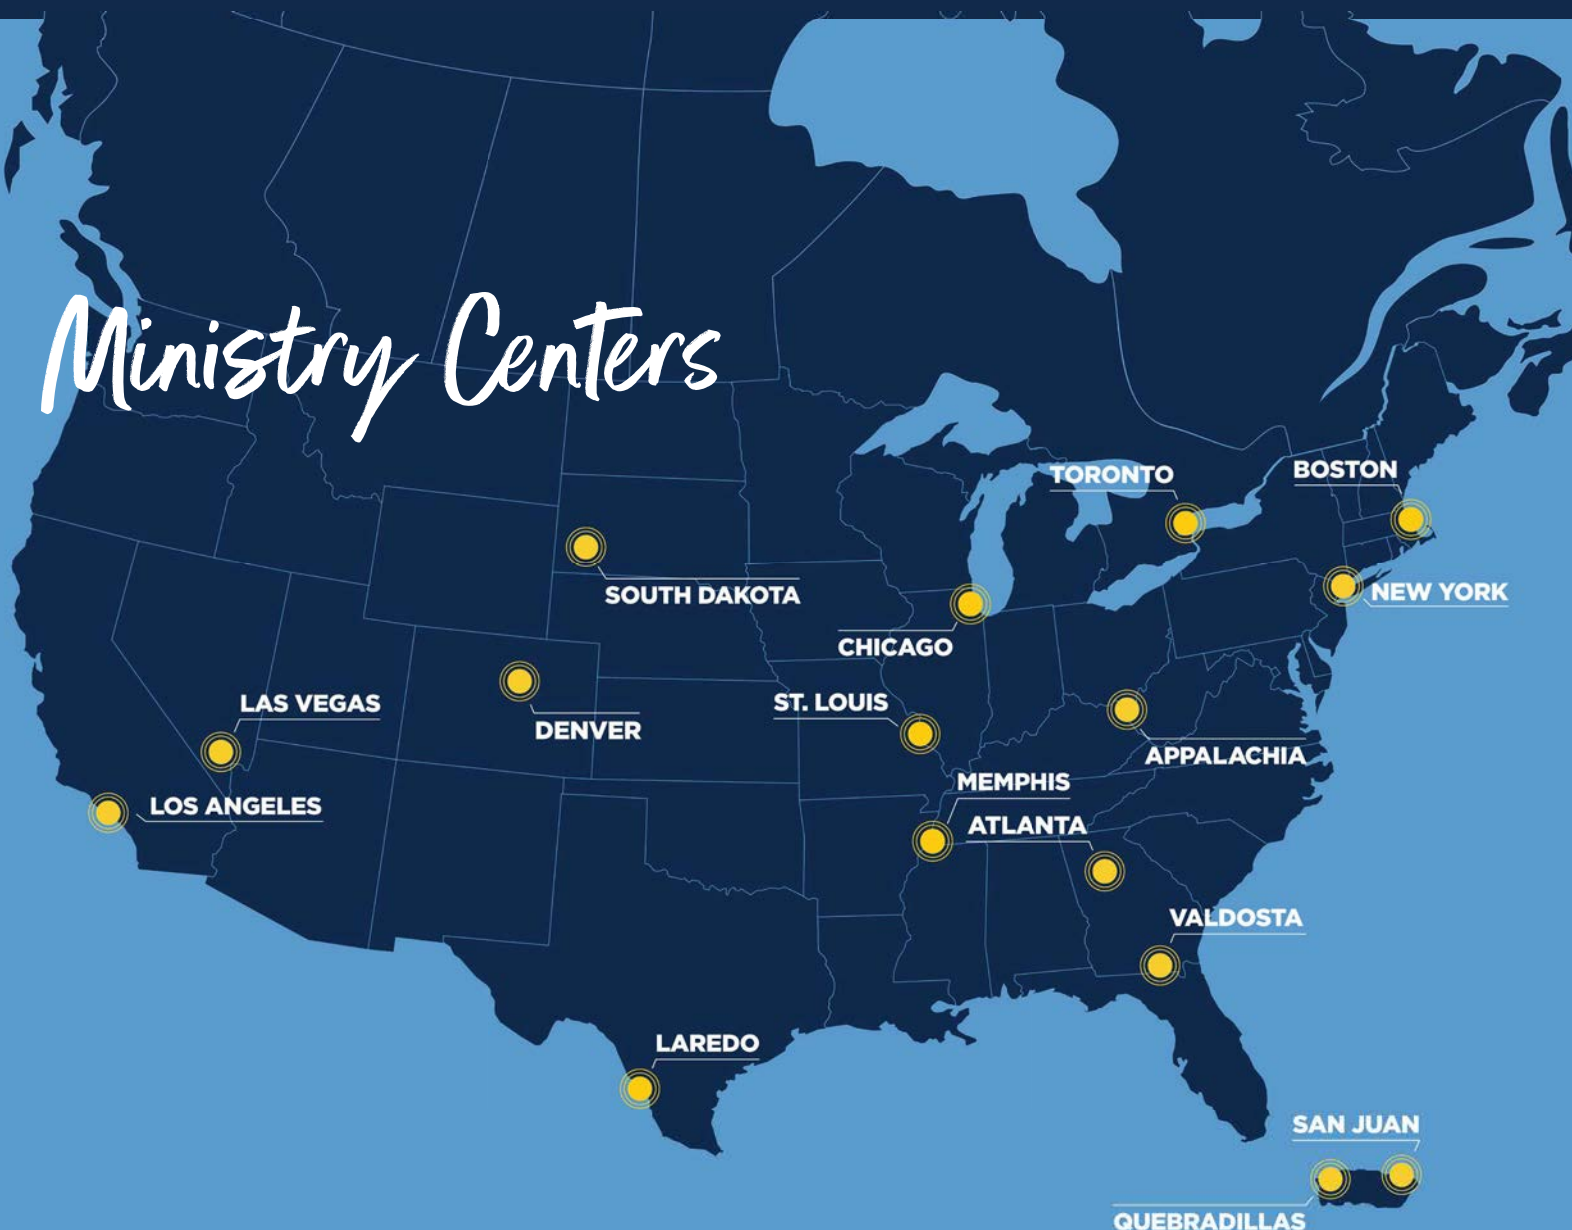 Ministry Centers
TORONTO
BOSTON
SOUTH DAKOTA
NEW YORK
CHICAGO
LAS VEGAS
ST. LOUIS
DENVER
APPALACHIA
MEMPHIS
LOS ANGELES
ATLANTA
VALDOSTA
LAREDO
SAN JUAN
QUEBRADILLAS